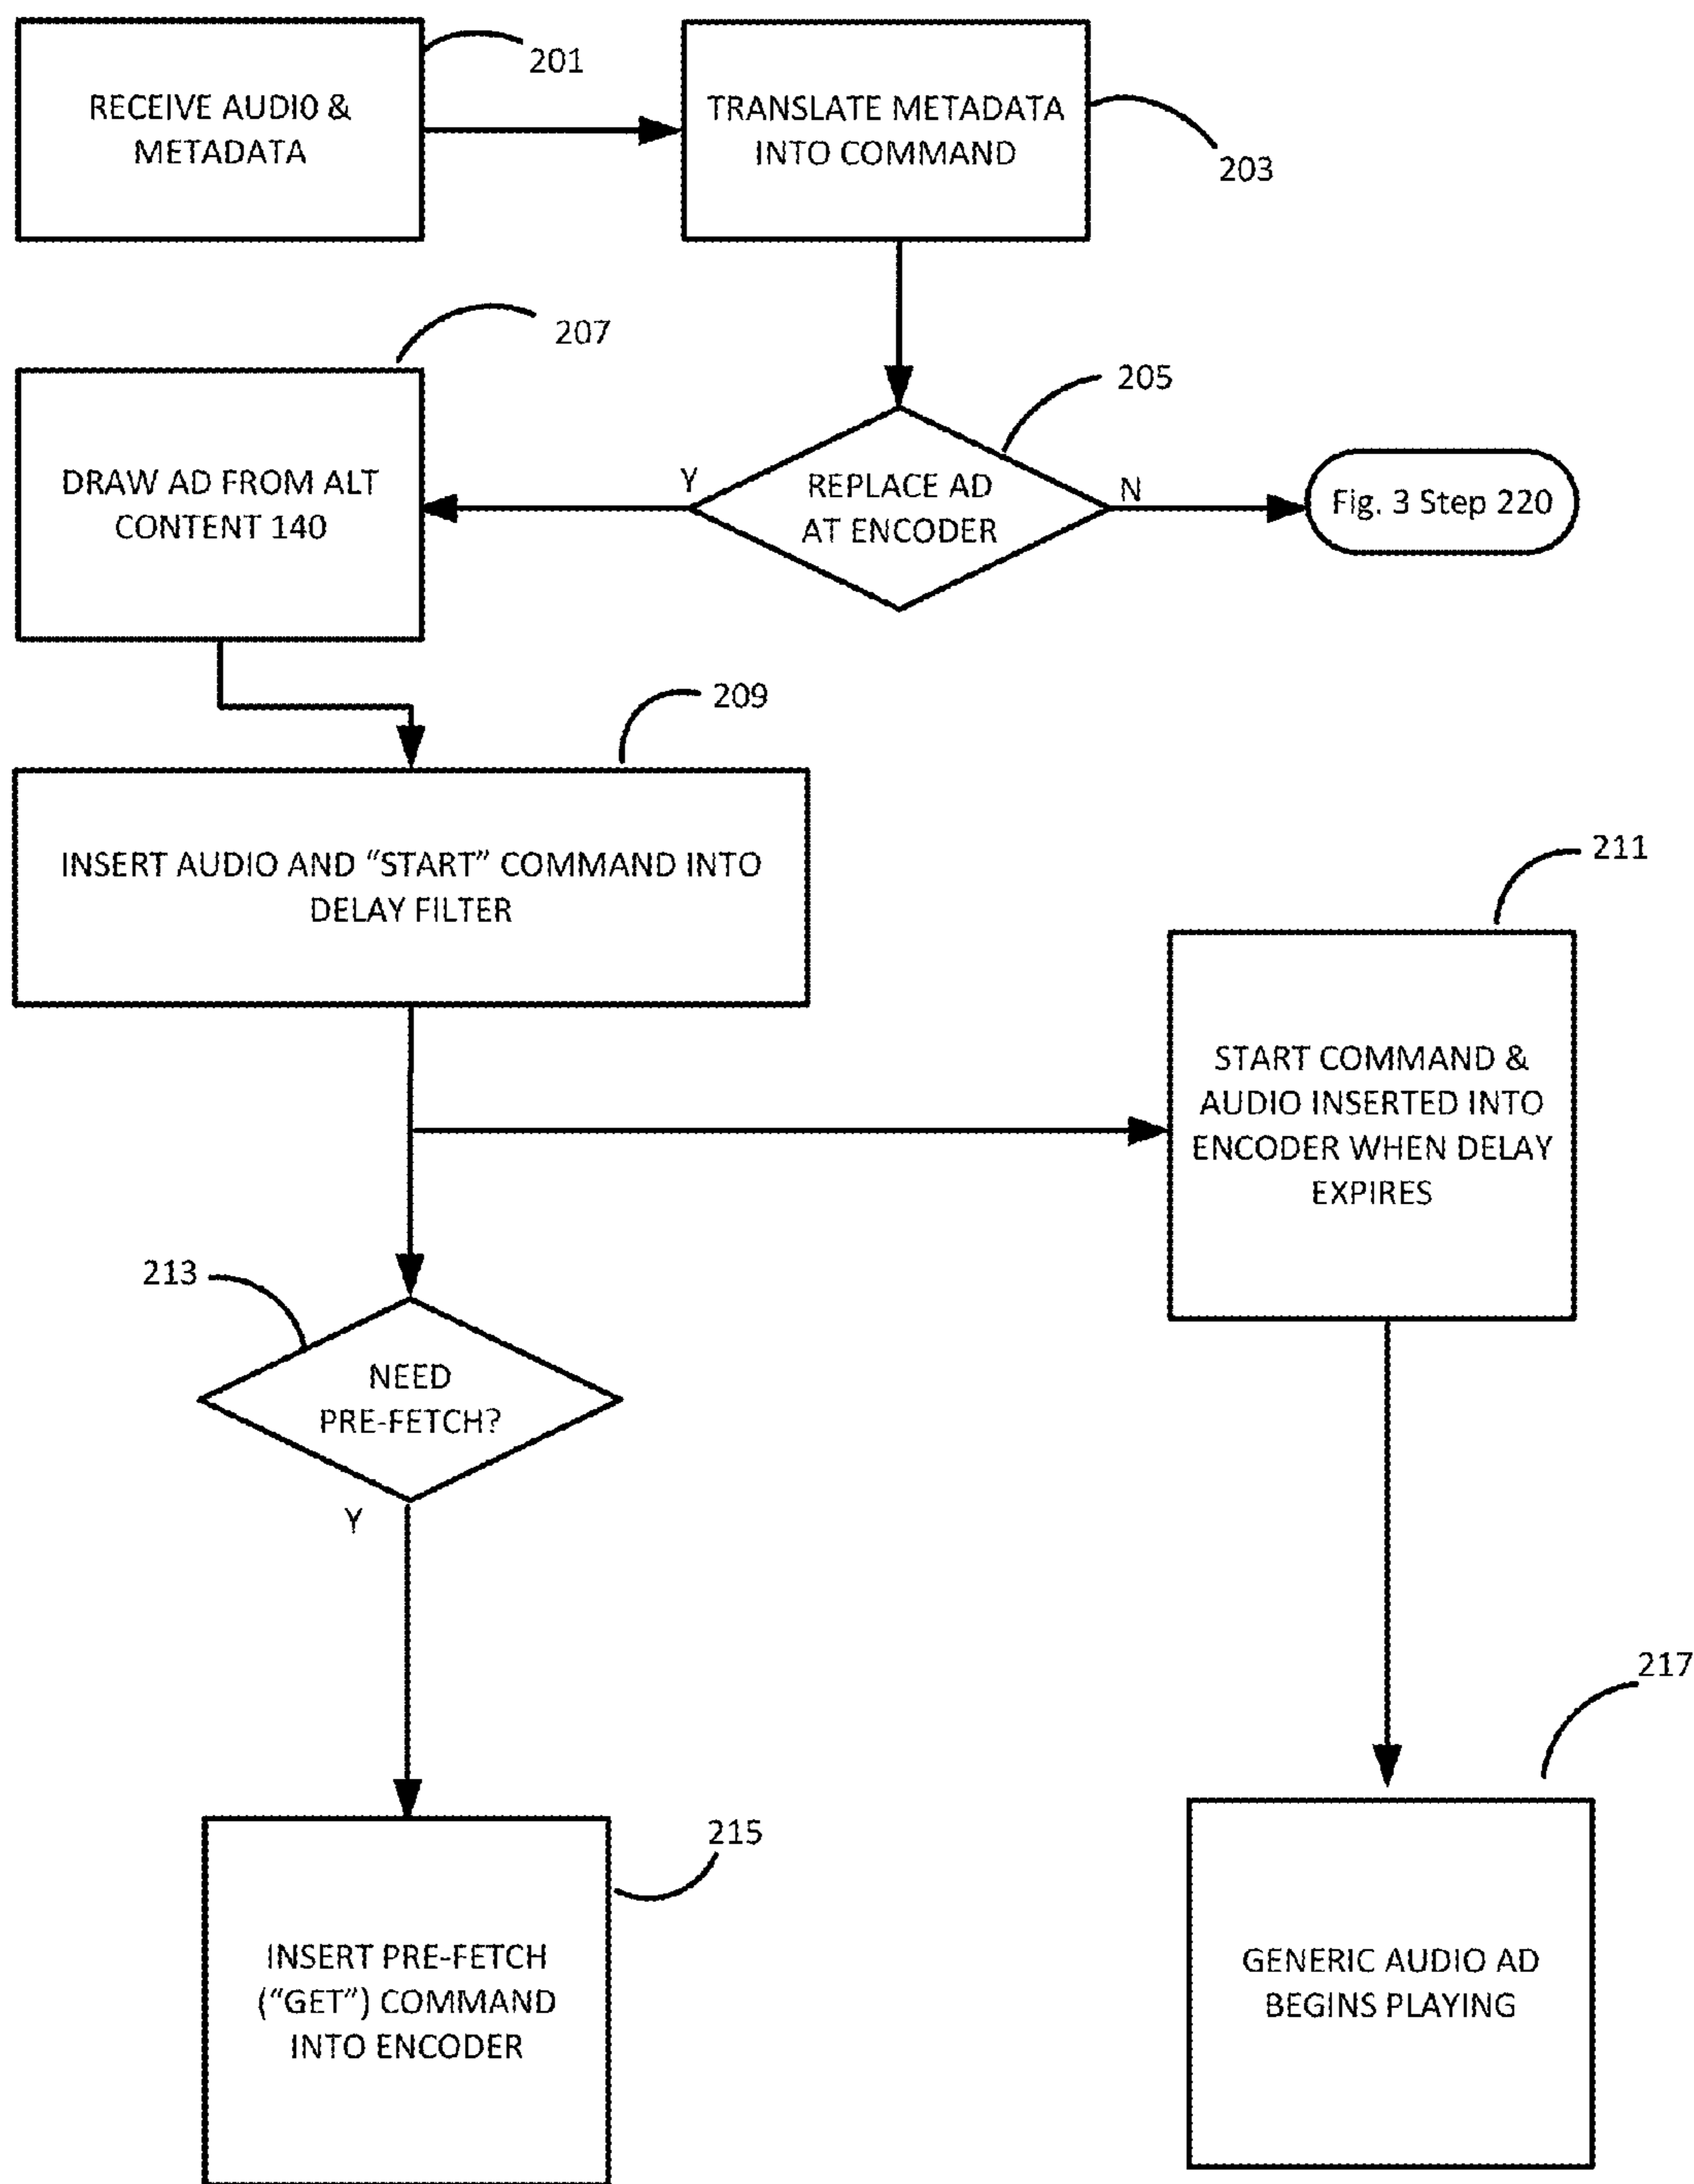 201
RECEIVE AUDIO &
METADATA
TRANSLATE METADATA
INTO COMMAND
203
207
205
DRAW AD FROM ALT
CONTENT 140
Y
REPLACE AD
AT ENCODER
N
Fig. 3 Step 220
209
INSERT AUDIO AND “START” COMMAND INTO
DELAY FILTER
211
START COMMAND &
AUDIO INSERTED INTO
ENCODER WHEN DELAY
EXPIRES
213
NEED
PRE-FETCH?
Y
217
215
INSERT PRE-FETCH
(“GET”) COMMAND
INTO ENCODER
GENERIC AUDIO AD
BEGINS PLAYING